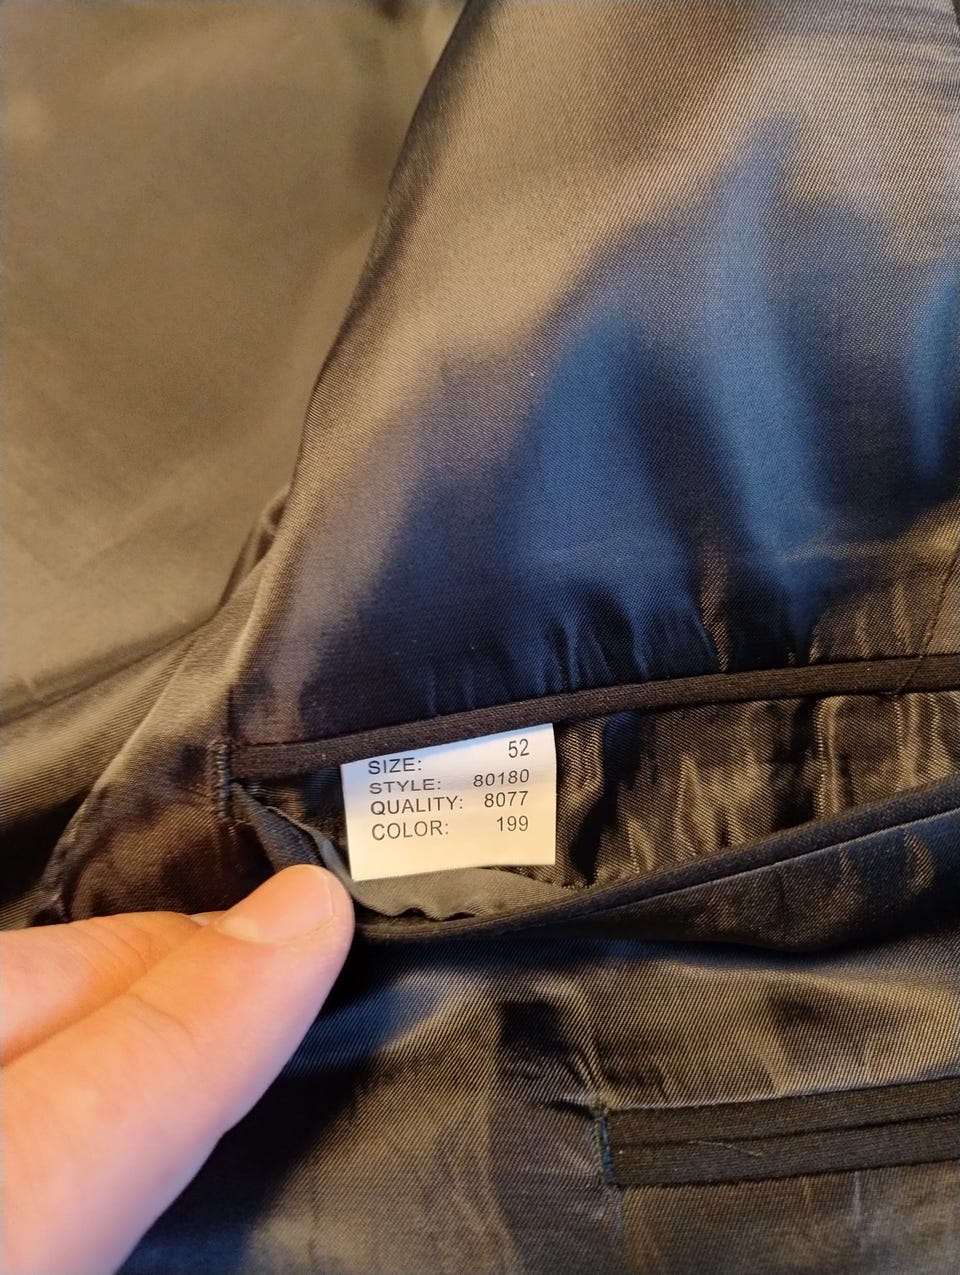 SIZE: 52
STYLE: 80180
QUALITY: 8077
COLOR: 199